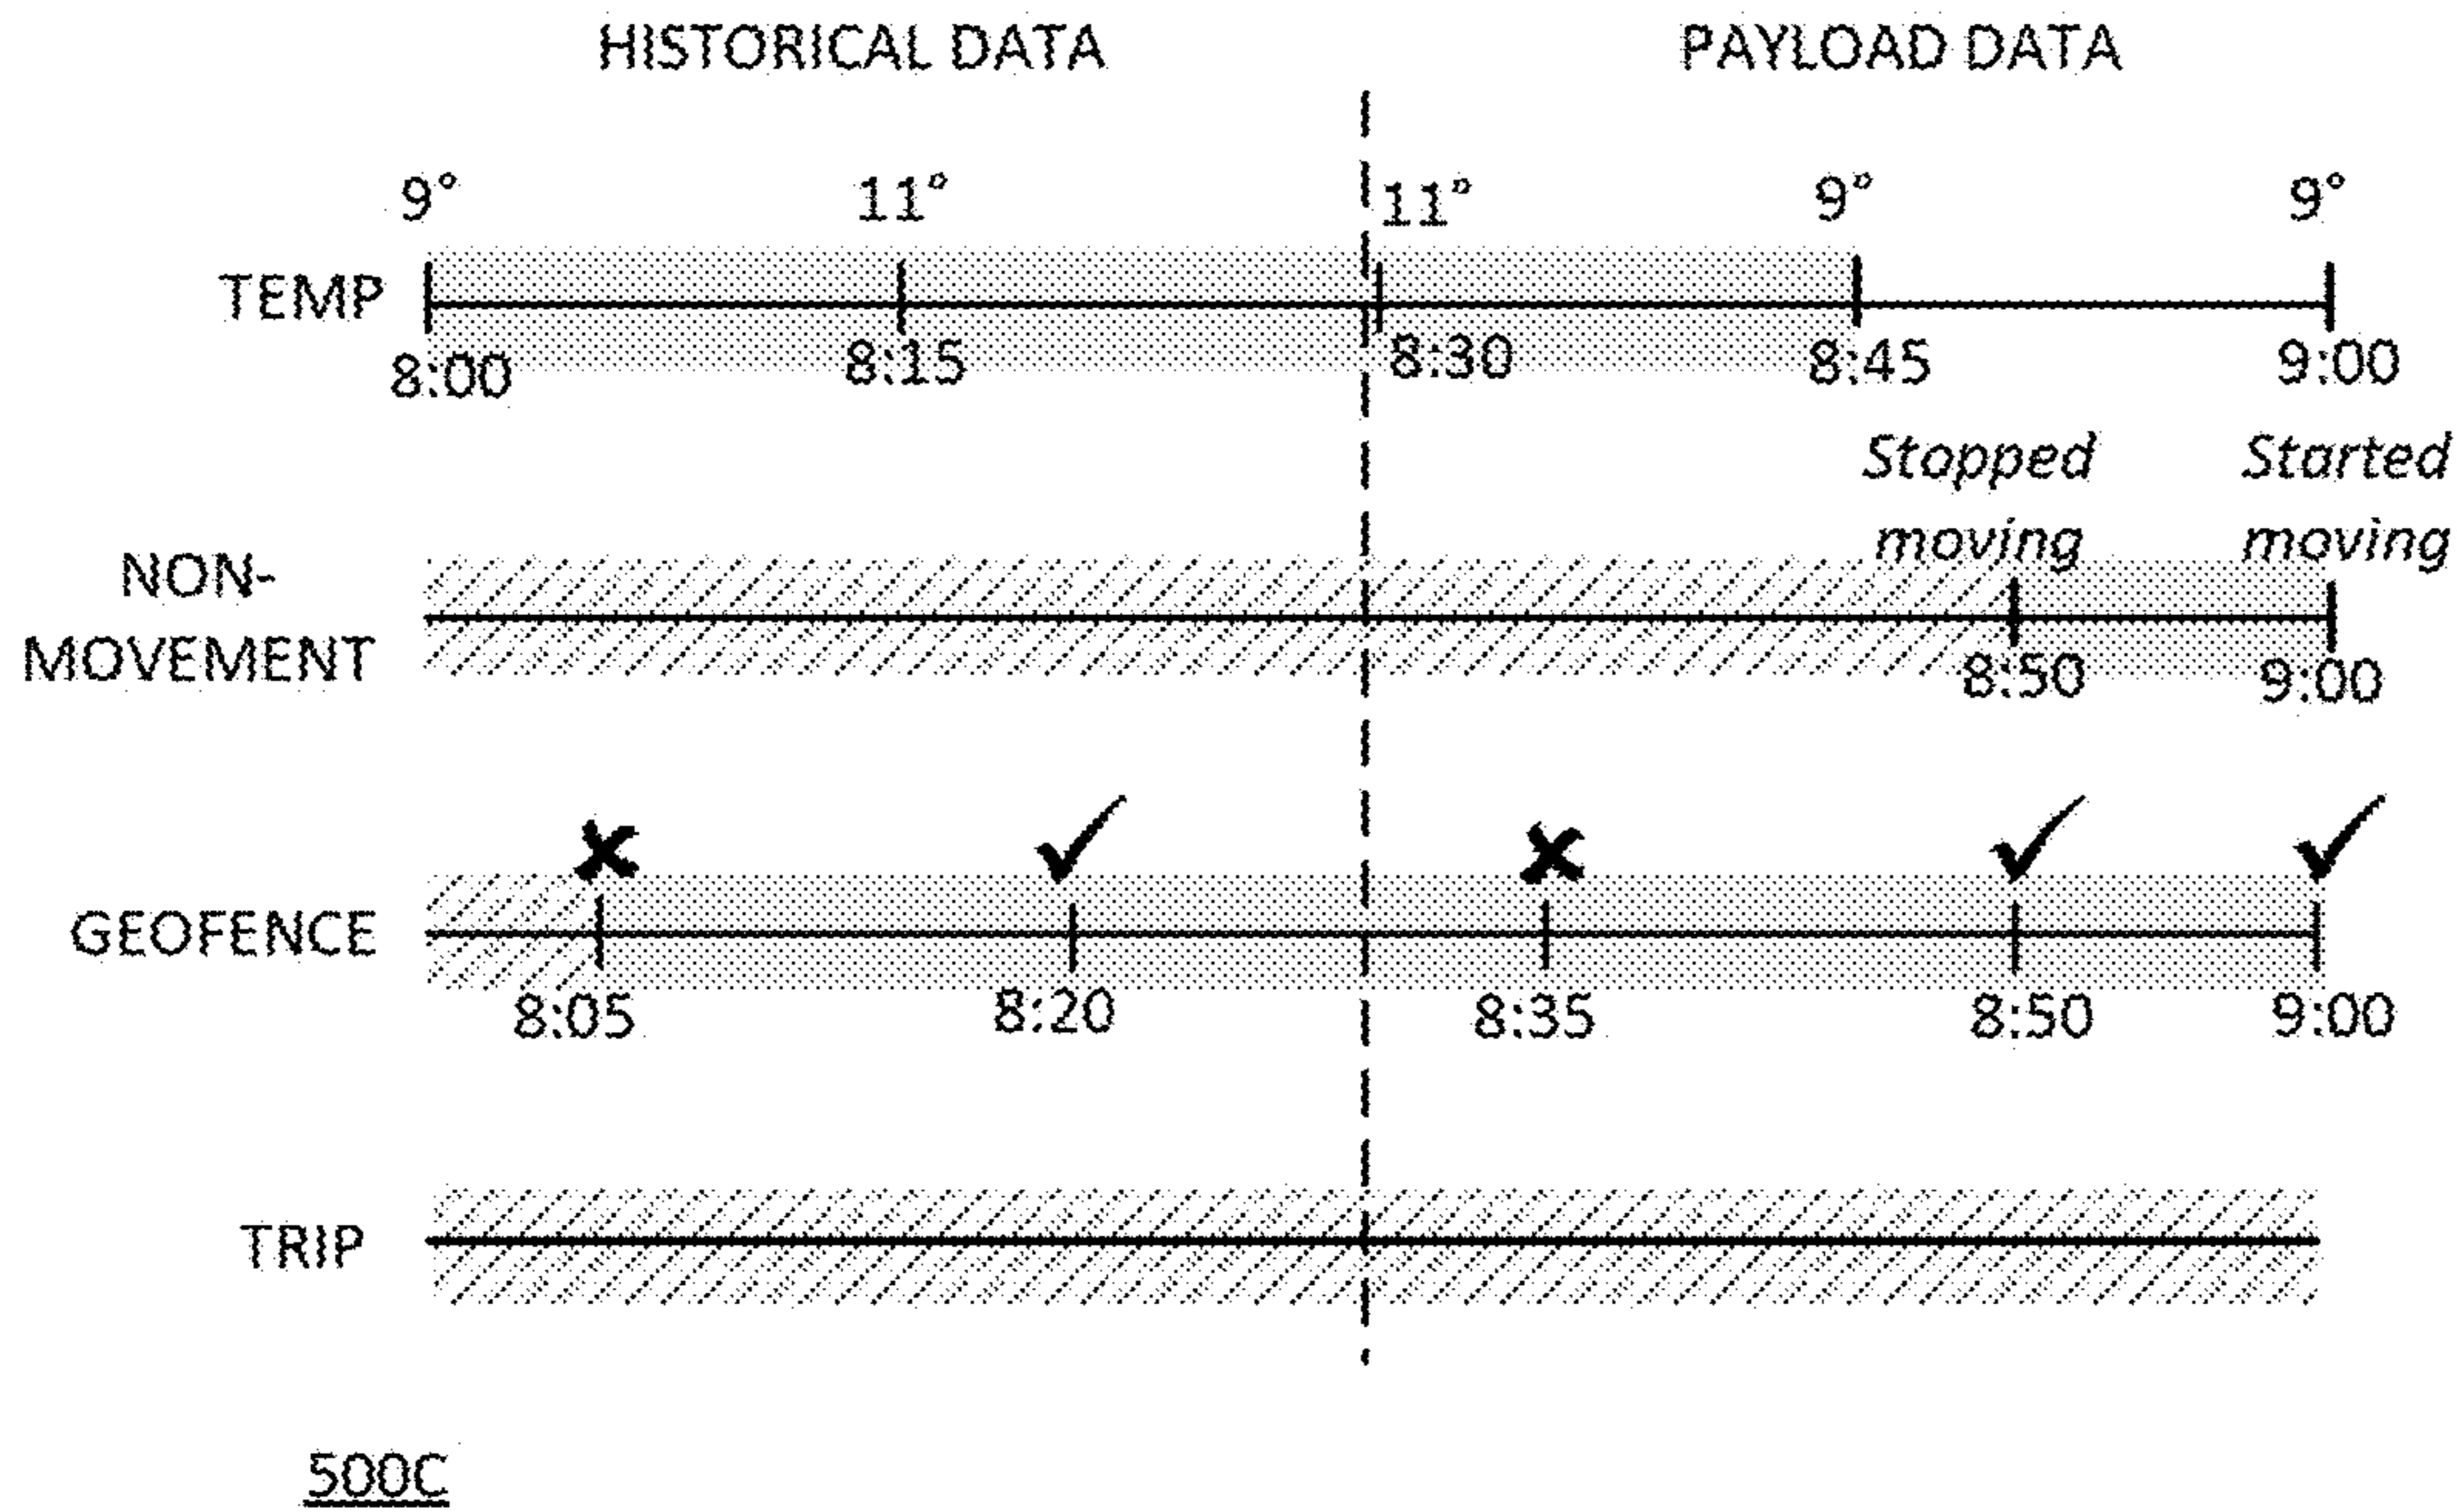 HISTORICAL DATA PAYLOAD DATA
9° 11° 11° 9° 9°
TEMP
8:00 8:15 8:30 8:45 9:00
Stopped Started
moving moving
NON-
MOVEMENT
8:50 9:00
GEOFENCE
8:05 8:20 8:35 8:50 9:00
TRIP
500C